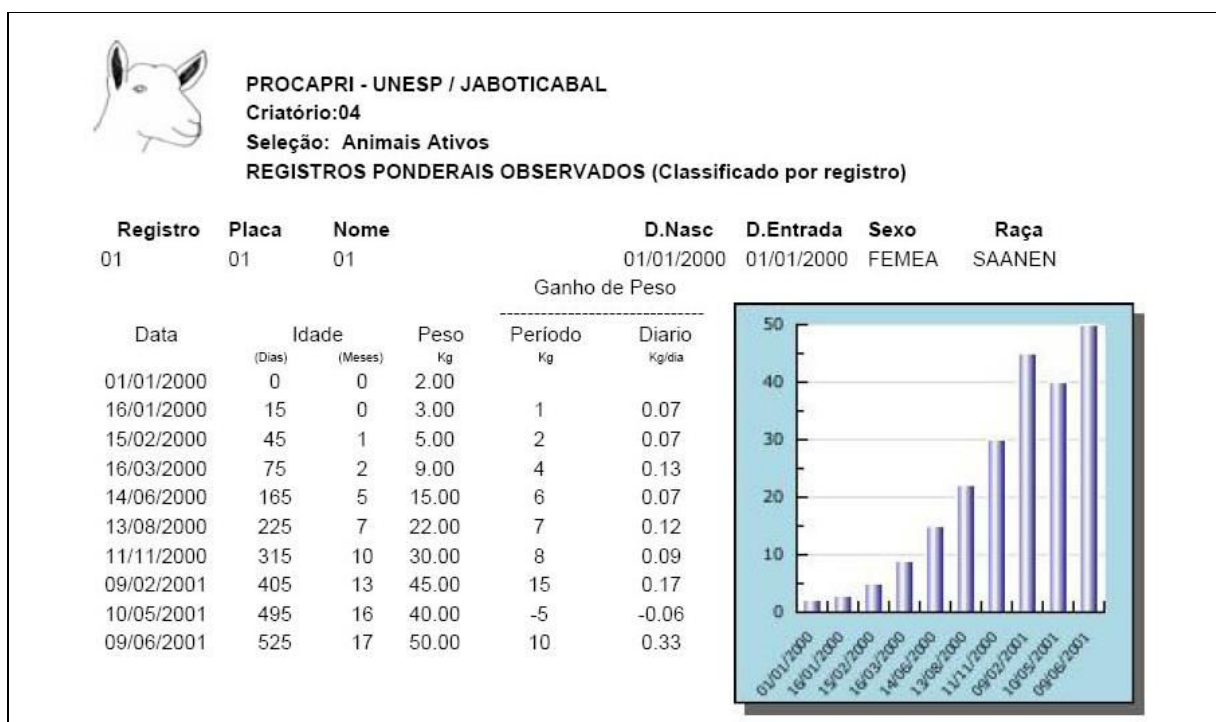 PROCAPRI - UNESP / JABOTICABAL
Criatório:04
Seleção: Animais Ativos
REGISTROS PONDERAIS OBSERVADOS (Classificado por registro)
Registro Placa Nome D.Nasc D.Entrada Sexo Raça
01 01 01 01/01/2000 01/01/2000 FEMEA SAANEN
Ganho de Peso
-----------------------------
Data Idade Peso Período Diario
(Dias) (Meses) Kg Kg Kg/dia
01/01/2000 0 0 2.00
16/01/2000 15 0 3.00 1 0.07
15/02/2000 45 1 5.00 2 0.07
16/03/2000 75 2 9.00 4 0.13
14/06/2000 165 5 15.00 6 0.07
13/08/2000 225 7 22.00 7 0.12
11/11/2000 315 10 30.00 8 0.09
09/02/2001 405 13 45.00 15 0.17
10/05/2001 495 16 40.00 -5 -0.06
09/06/2001 525 17 50.00 10 0.33
50
40
30
20
10
0
01/01/2000 16/01/2000 15/02/2000 16/03/2000 14/06/2000 13/08/2000 11/11/2000 09/02/2001 10/05/2001 09/06/2001